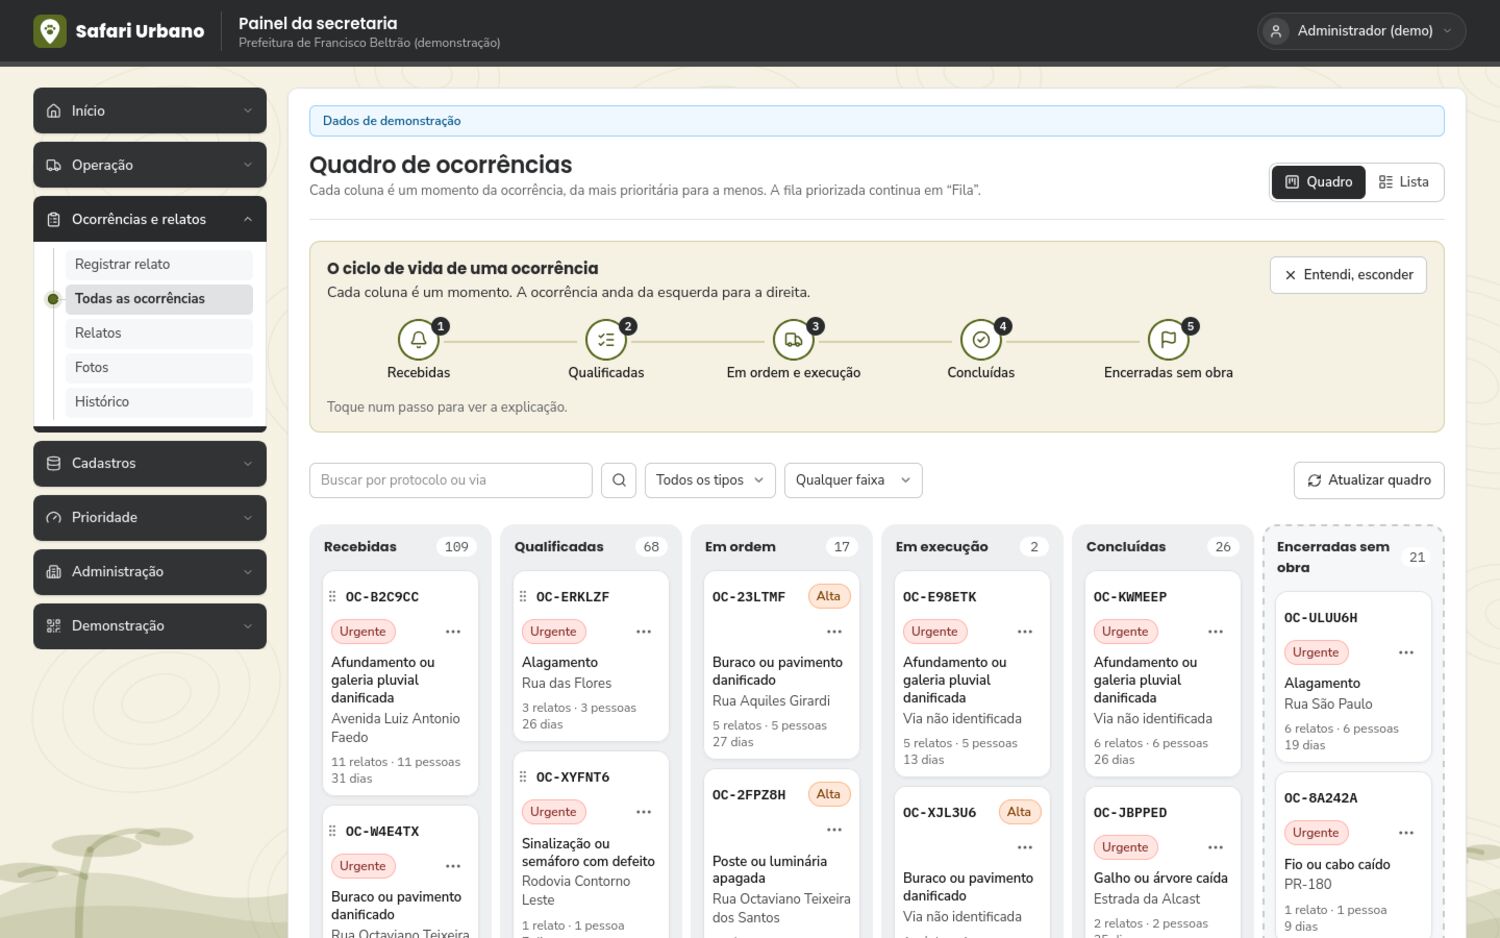 Safari Urbano
Painel da secretaria
Prefeitura de Francisco Beltrão (demonstração)
Administrador (demo)
Início
Operação
Ocorrências e relatos
Registrar relato
Todas as ocorrências
Relatos
Fotos
Histórico
Cadastros
Prioridade
Administração
Demonstração
Dados de demonstração
Quadro de ocorrências
Cada coluna é um momento da ocorrência, da mais prioritária para a menos. A fila priorizada continua em “Fila”.
Quadro
Lista
O ciclo de vida de uma ocorrência
Cada coluna é um momento. A ocorrência anda da esquerda para a direita.
Entendi, esconder
1
Recebidas
2
Qualificadas
3
Em ordem e execução
4
Concluídas
5
Encerradas sem obra
Toque num passo para ver a explicação.
Buscar por protocolo ou via
Todos os tipos
Qualquer faixa
Atualizar quadro
Recebidas 109
OC-B2C9CC
Urgente
Afundamento ou
galeria pluvial
danificada
Avenida Luiz Antonio
Faedo
11 relatos · 11 pessoas
31 dias
OC-W4E4TX
Urgente
Buraco ou pavimento
danificado
Rua Octaviano Teixeira
Qualificadas 68
OC-ERKLZF
Urgente
Alagamento
Rua das Flores
3 relatos · 3 pessoas
26 dias
OC-XYFNT6
Urgente
Sinalização ou
semáforo com defeito
Rodovia Contorno
Leste
1 relato · 1 pessoa
Em ordem 17
OC-23LTMF Alta
Buraco ou pavimento
danificado
Rua Aquiles Girardi
5 relatos · 5 pessoas
27 dias
OC-2FPZ8H Alta
Poste ou luminária
apagada
Rua Octaviano Teixeira
dos Santos
Em execução 2
OC-E98ETK
Urgente
Afundamento ou
galeria pluvial
danificada
Via não identificada
5 relatos · 5 pessoas
13 dias
OC-XJL3U6 Alta
Buraco ou pavimento
danificado
Via não identificada
Concluídas 26
OC-KWMEEP
Urgente
Afundamento ou
galeria pluvial
danificada
Via não identificada
6 relatos · 6 pessoas
26 dias
OC-JBPPED
Urgente
Galho ou árvore caída
Estrada da Alcast
2 relatos · 2 pessoas
Encerradas sem
obra 21
OC-ULUU6H
Urgente
Alagamento
Rua São Paulo
6 relatos · 6 pessoas
19 dias
OC-8A242A
Urgente
Fio ou cabo caído
PR-180
1 relato · 1 pessoa
9 dias